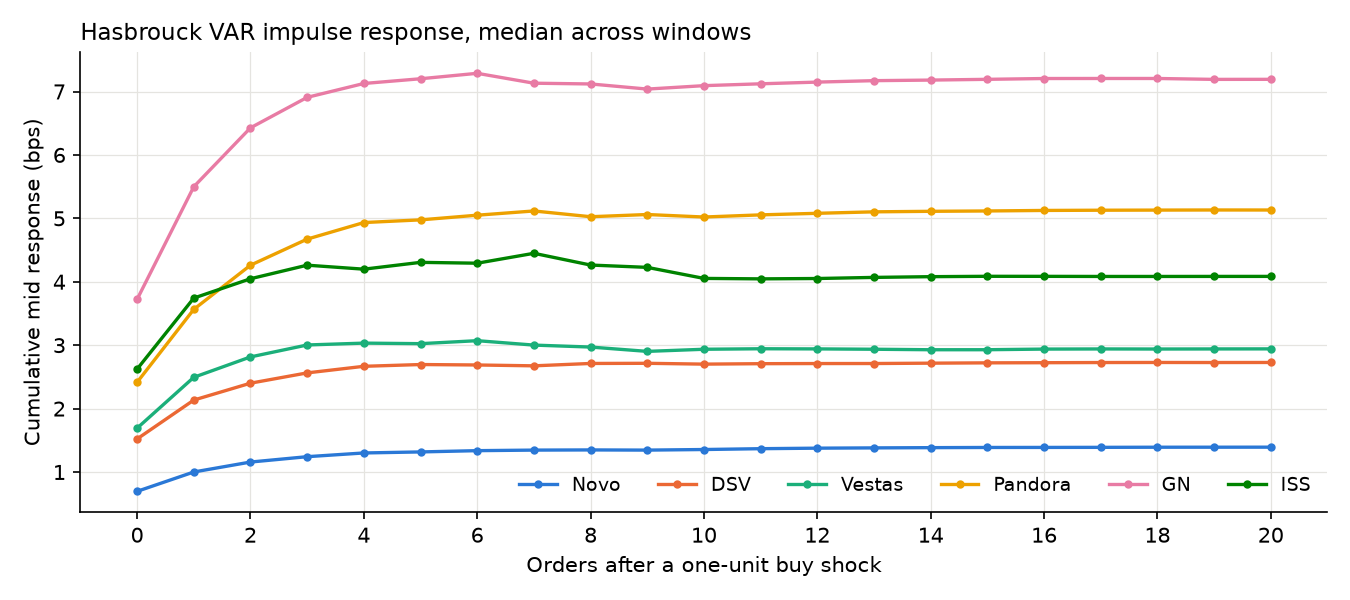 Hasbrouck VAR impulse response, median across windows
Cumulative mid response (bps)
7
6
5
4
3
2
1
Novo DSV Vestas Pandora GN ISS
0 2 4 6 8 10 12 14 16 18 20
Orders after a one-unit buy shock